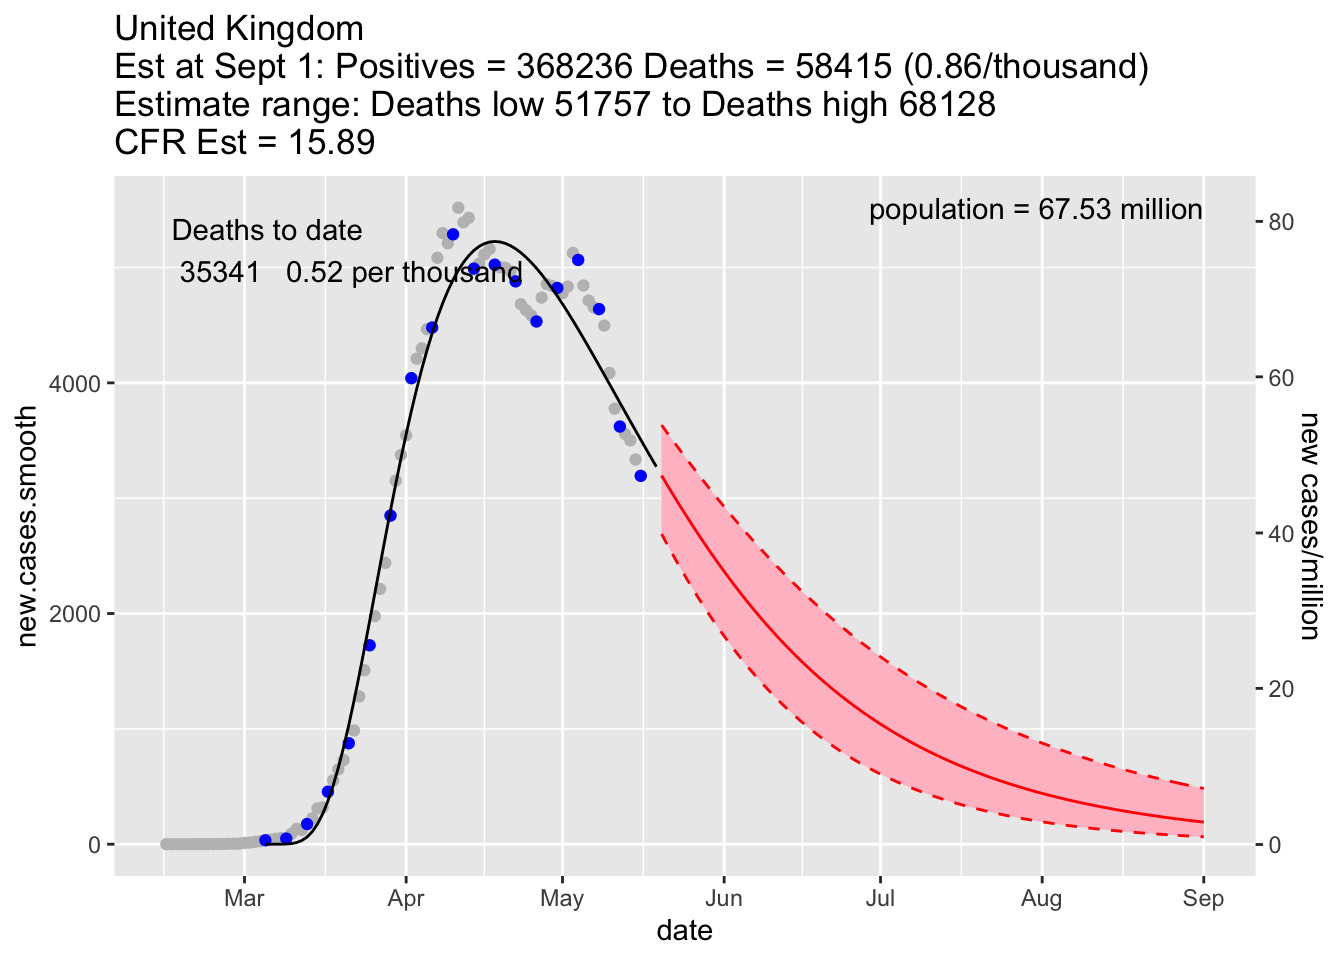 United Kingdom
Est at Sept 1: Positives = 368236 Deaths = 58415 (0.86/thousand)
Estimate range: Deaths low 51757 to Deaths high 68128
CFR Est = 15.89
Deaths to date
35341 0.52 per thousand
population = 67.53 million
new.cases.smooth
4000
2000
0
80
60
40
20
0
new cases/million
Mar Apr May Jun Jul Aug Sep
date